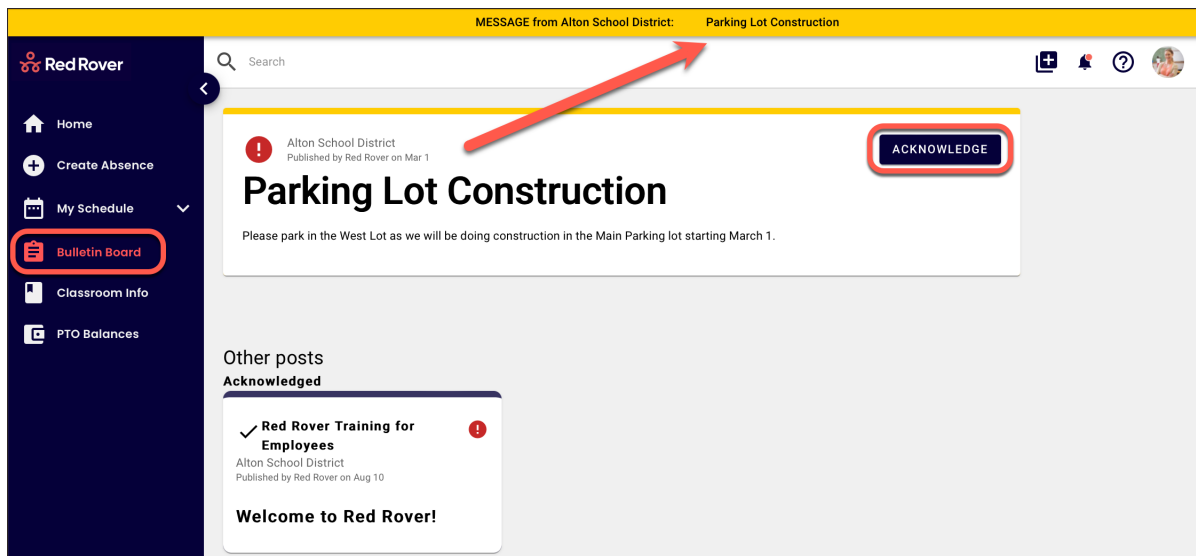 MESSAGE from Alton School District: Parking Lot Construction
Red Rover
Search
Home
Create Absence
My Schedule
Bulletin Board
Classroom Info
PTO Balances
Alton School District
Published by Red Rover on Mar 1
ACKNOWLEDGE
Parking Lot Construction
Please park in the West Lot as we will be doing construction in the Main Parking lot starting March 1.
Other posts
Acknowledged
Red Rover Training for
Employees
Alton School District
Published by Red Rover on Aug 10
Welcome to Red Rover!